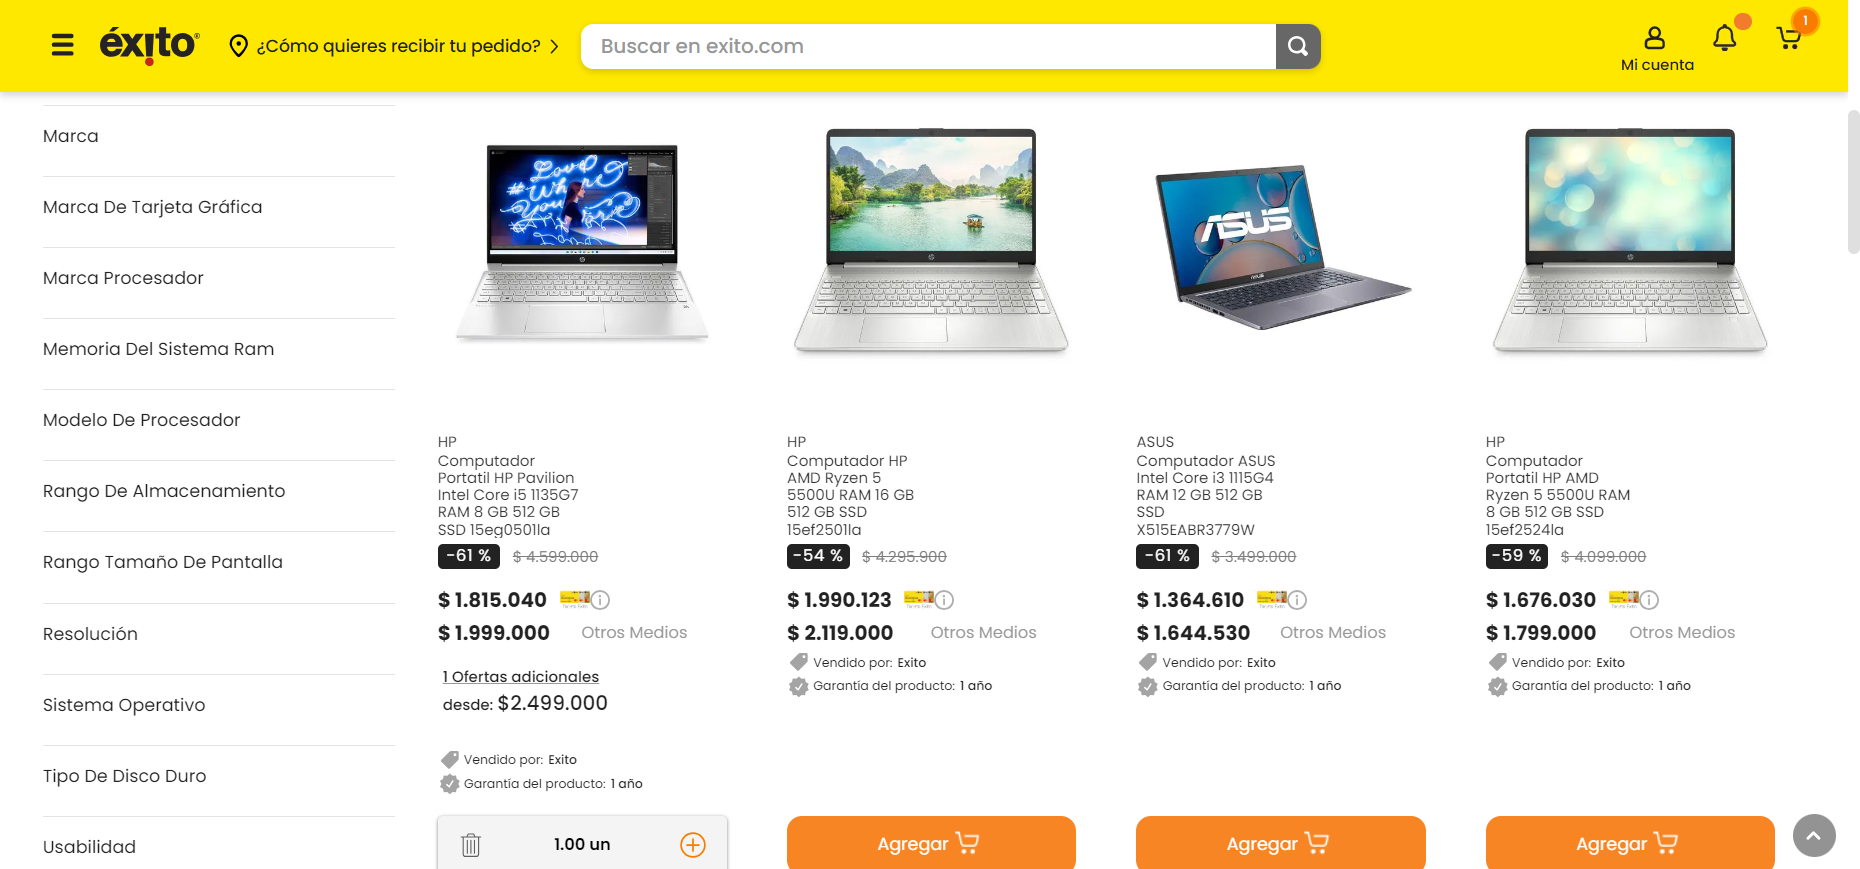 éxito®
¿Cómo quieres recibir tu pedido?
Buscar en exito.com
Mi cuenta
1
Marca
Marca De Tarjeta Gráfica
Marca Procesador
Memoria Del Sistema Ram
Modelo De Procesador
Rango De Almacenamiento
Rango Tamaño De Pantalla
Resolución
Sistema Operativo
Tipo De Disco Duro
Usabilidad
Love
#Where
You
ASUS
ASUS
HP
Computador
Portatil HP Pavilion
Intel Core i5 1135G7
RAM 8 GB 512 GB
SSD 15eg0501la
-61 % $ 4.599.000
$ 1.815.040
$ 1.999.000 Otros Medios
1 Ofertas adicionales
desde: $2.499.000
Vendido por: Exito
Garantía del producto: 1 año
1.00 un
HP
Computador HP
AMD Ryzen 5
5500U RAM 16 GB
512 GB SSD
15ef2501la
-54 % $ 4.295.900
$ 1.990.123
$ 2.119.000 Otros Medios
Vendido por: Exito
Garantía del producto: 1 año
Agregar
ASUS
Computador ASUS
Intel Core i3 1115G4
RAM 12 GB 512 GB
SSD
X515EABR3779W
-61 % $ 3.499.000
$ 1.364.610
$ 1.644.530 Otros Medios
Vendido por: Exito
Garantía del producto: 1 año
Agregar
HP
Computador
Portatil HP AMD
Ryzen 5 5500U RAM
8 GB 512 GB SSD
15ef2524la
-59 % $ 4.099.000
$ 1.676.030
$ 1.799.000 Otros Medios
Vendido por: Exito
Garantía del producto: 1 año
Agregar